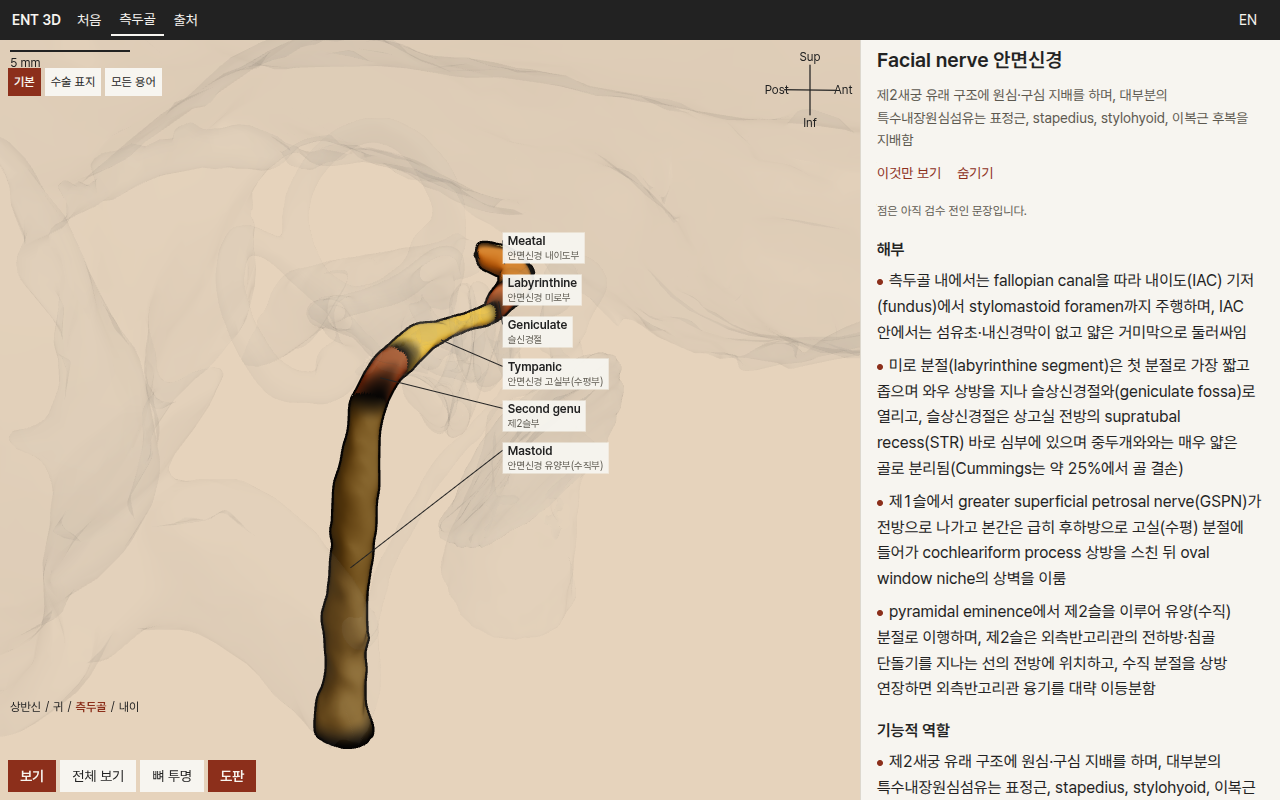 ENT 3D 처음 측두골 출처 EN
5 mm
기본 수술 표지 모든 용어
Sup
Post Ant
Inf
Meatal
안면신경 내이도부
Labyrinthine
안면신경 미로부
Geniculate
슬신경절
Tympanic
안면신경 고실부(수평부)
Second genu
제2슬부
Mastoid
안면신경 유양부(수직부)
상반신 / 귀 / 측두골 / 내이
보기 전체 보기 뼈 투명 도판
Facial nerve 안면신경
제2새궁 유래 구조에 원심·구심 지배를 하며, 대부분의
특수내장원심섬유는 표정근, stapedius, stylohyoid, 이복근 후복을
지배함
이것만 보기 숨기기
점은 아직 검수 전인 문장입니다.
해부
• 측두골 내에서는 fallopian canal을 따라 내이도(IAC) 기저
(fundus)에서 stylomastoid foramen까지 주행하며, IAC
안에서는 섬유초·내신경막이 없고 얇은 거미막으로 둘러싸임
• 미로 분절(labyrinthine segment)은 첫 분절로 가장 짧고
좁으며 와우 상방을 지나 슬상신경절와(geniculate fossa)로
열리고, 슬상신경절은 상고실 전방의 supratubal
recess(STR) 바로 심부에 있으며 중두개와와는 매우 얇은
골로 분리됨(Cummings는 약 25%에서 골 결손)
• 제1슬에서 greater superficial petrosal nerve(GSPN)가
전방으로 나가고 본간은 급히 후하방으로 고실(수평) 분절에
들어가 cochleariform process 상방을 스친 뒤 oval
window niche의 상벽을 이룸
• pyramidal eminence에서 제2슬을 이루어 유양(수직)
분절로 이행하며, 제2슬은 외측반고리관의 전하방·침골
단돌기를 지나는 선의 전방에 위치하고, 수직 분절을 상방
연장하면 외측반고리관 융기를 대략 이등분함
기능적 역할
• 제2새궁 유래 구조에 원심·구심 지배를 하며, 대부분의
특수내장원심섬유는 표정근, stapedius, stylohyoid, 이복근